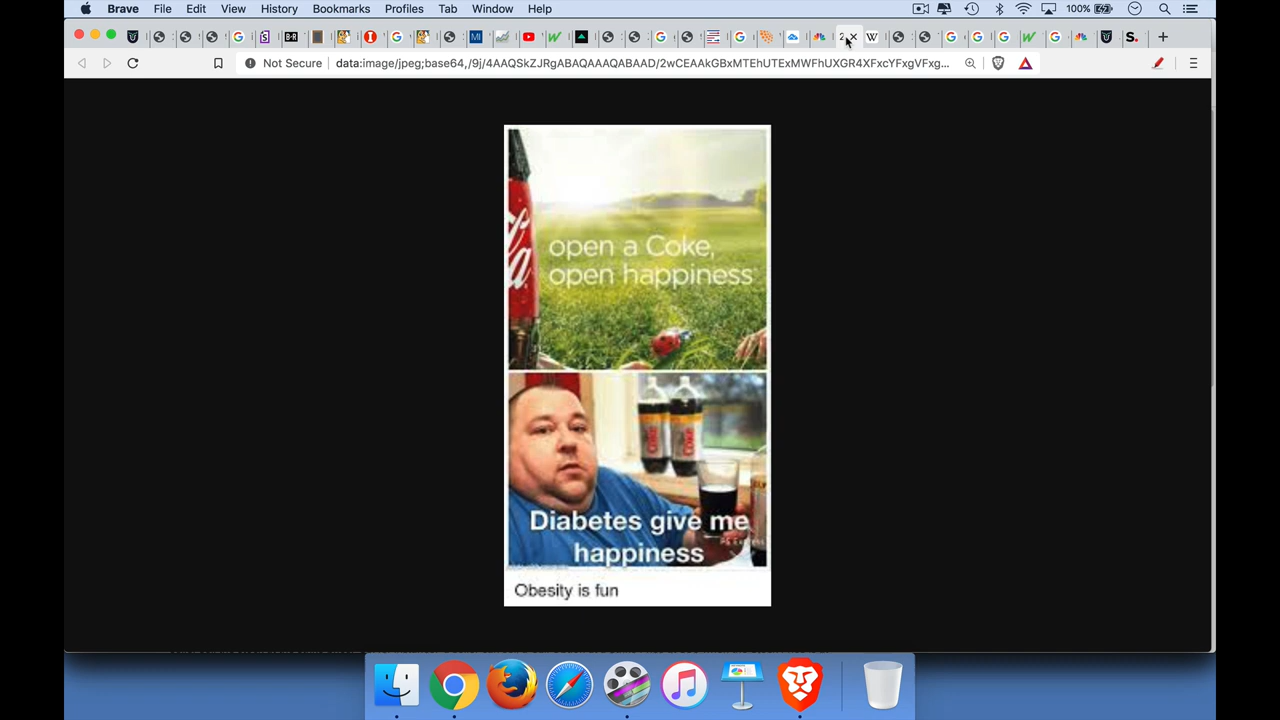 Brave File Edit View History Bookmarks Profiles Tab Window Help
100%
Not Secure data:image/jpeg;base64,/9j/4AAQSkZJRgABAQAAAQABAAD/2wCEAAkGBxMTEhUTExMWFhUXGR4XFxcYFxgVFxg...
open a Coke,
open happiness
Diabetes give me
happiness
Obesity is fun